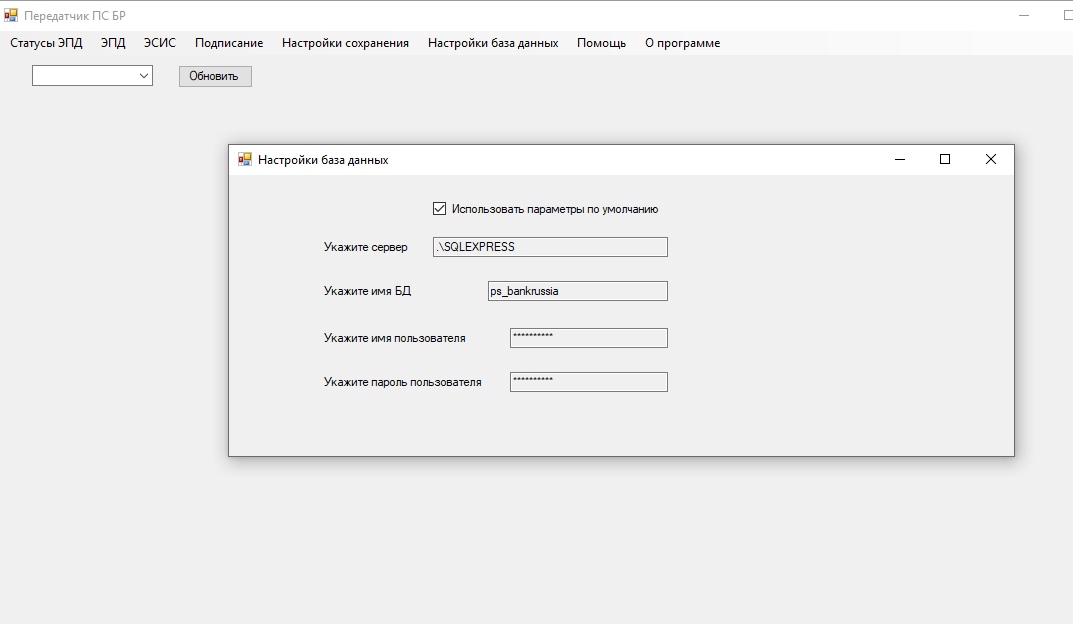 Передатчик ПС БР
Статусы ЭПД ЭПД ЭСИС Подписание Настройки сохранения Настройки база данных Помощь О программе
Обновить
Настройки база данных
Использовать параметры по умолчанию
Укажите сервер .\SQLEXPRESS
Укажите имя БД ps_bankrussia
Укажите имя пользователя **********
Укажите пароль пользователя **********